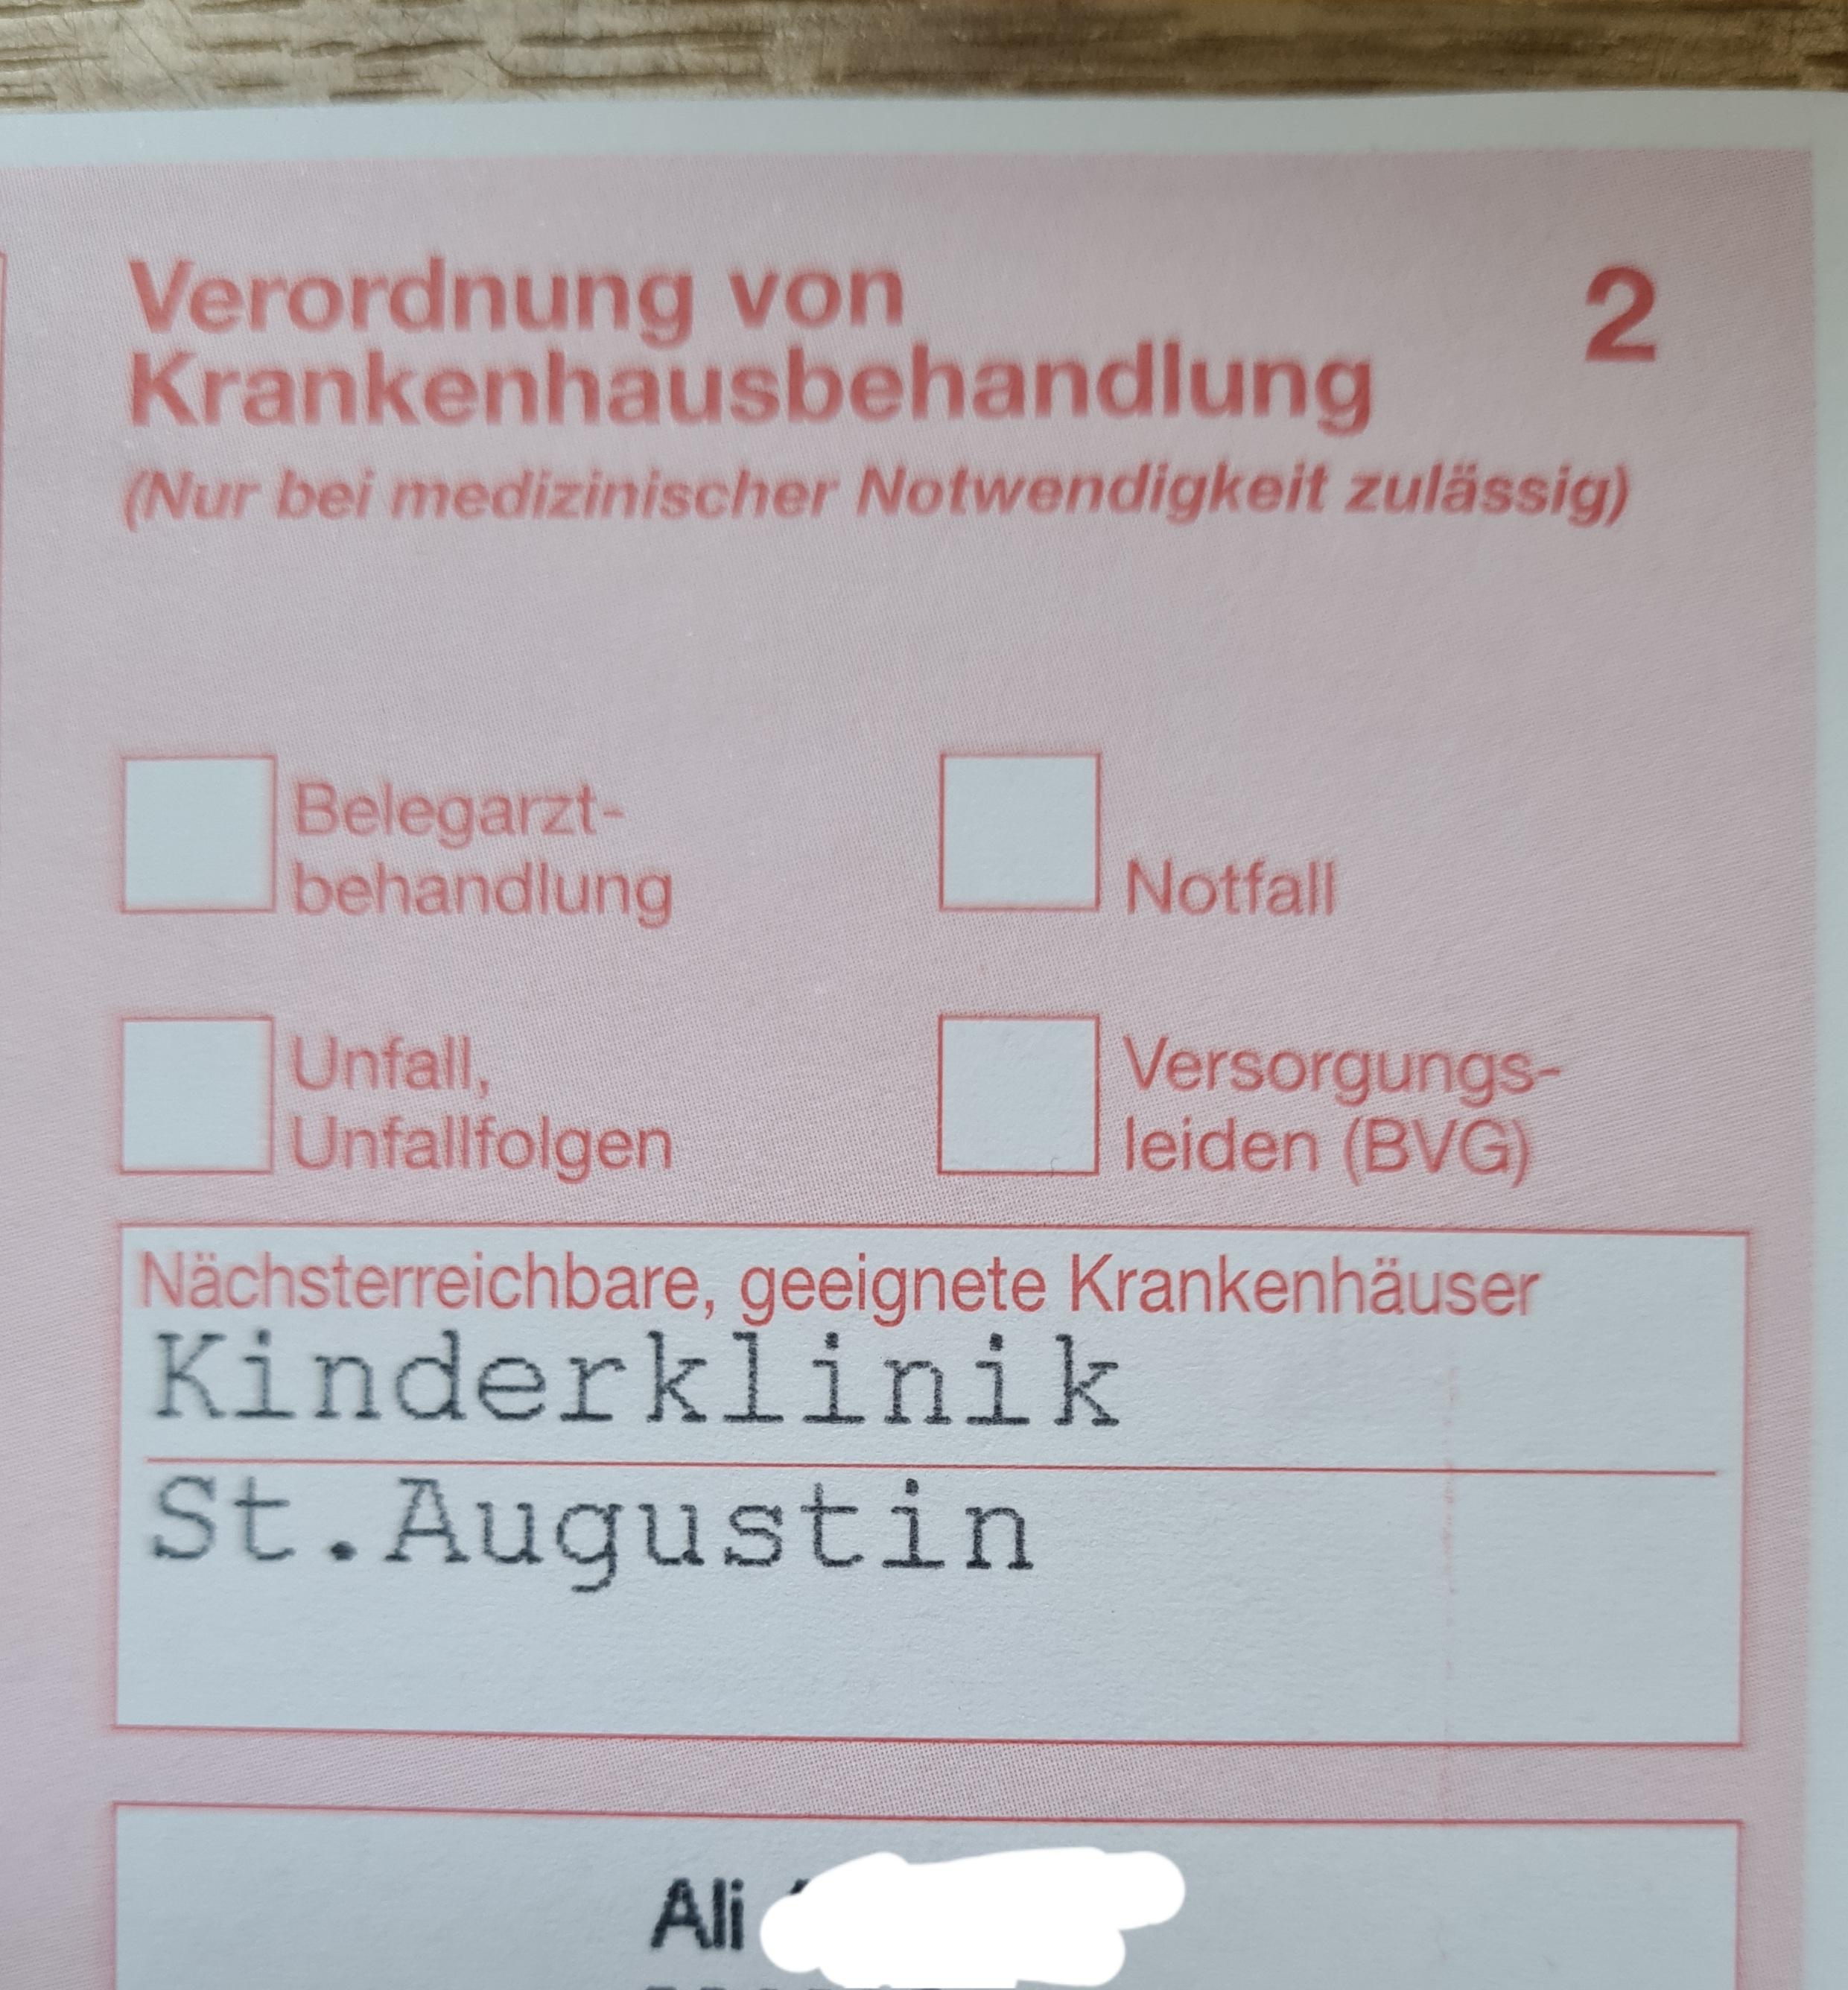 Verordnung von
Krankenhausbehandlung
2
(Nur bei medizinischer Notwendigkeit zulässig)
Belegarzt-
behandlung
Notfall
Unfall,
Unfallfolgen
Versorgungs-
leiden (BVG)
Nächsterreichbare, geeignete Krankenhäuser
Kinderklinik
St.Augustin
Ali